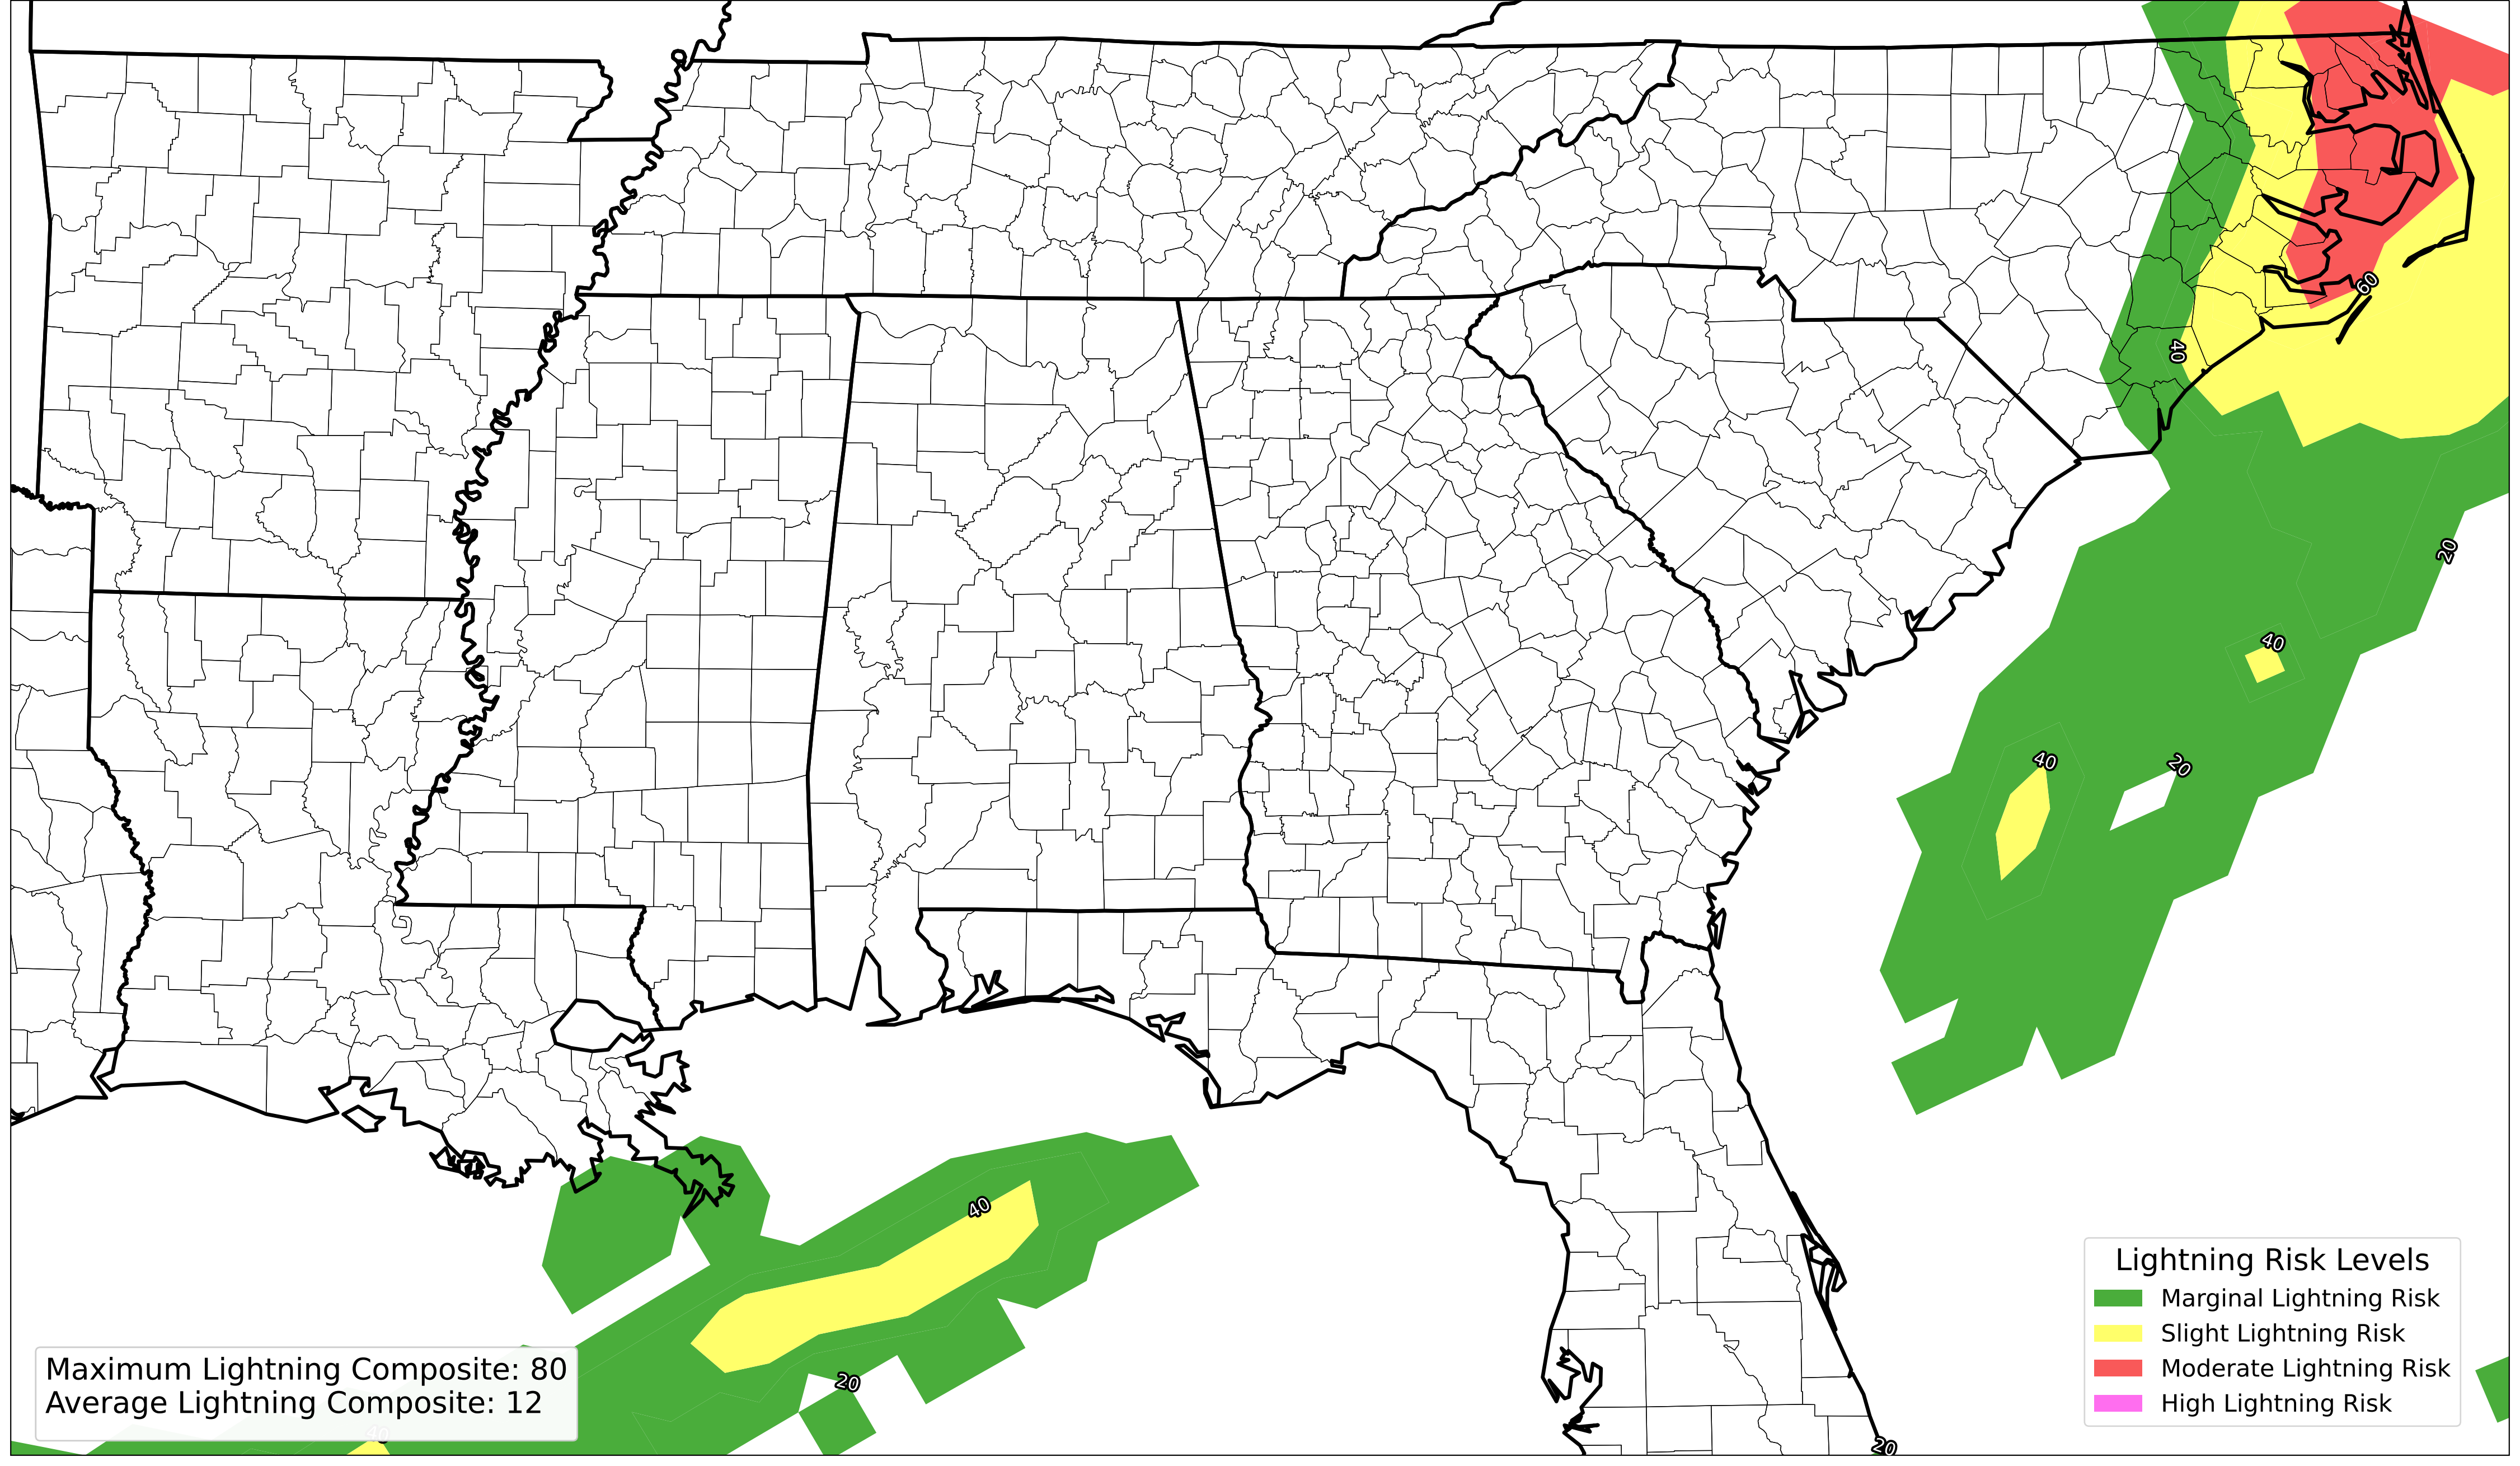 60
40
20
40
40
20
40
20
40
20
Lightning Risk Levels
Marginal Lightning Risk
Slight Lightning Risk
Moderate Lightning Risk
High Lightning Risk
Maximum Lightning Composite: 80
Average Lightning Composite: 12